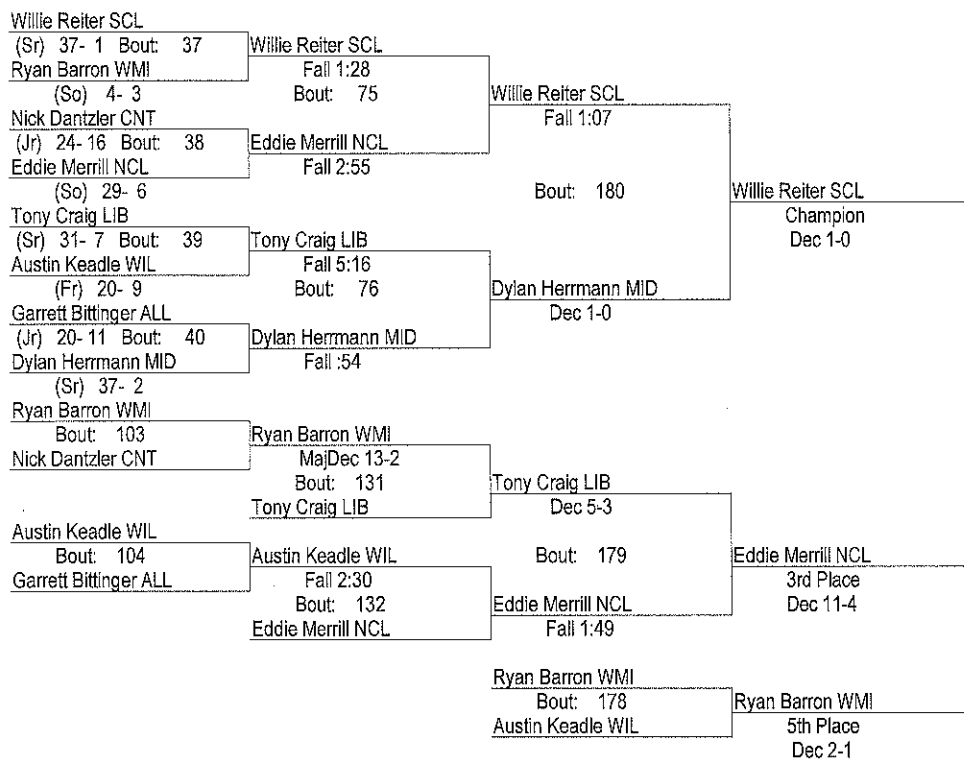 Willie Reiter SCL
(Sr) 37- 1 Bout: 37
Ryan Barron WMI
(So) 4- 3
Nick Dantzler CNT
(Jr) 24- 16 Bout: 38
Eddie Merrill NCL
(So) 29- 6
Tony Craig LIB
(Sr) 31- 7 Bout: 39
Austin Keadle WIL
(Fr) 20- 9
Garrett Bittinger ALL
(Jr) 20- 11 Bout: 40
Dylan Herrmann MID
(Sr) 37- 2
Willie Reiter SCL
Fall 1:28
Bout: 75
Eddie Merrill NCL
Fall 2:55
Tony Craig LIB
Fall 5:16
Bout: 76
Dylan Herrmann MID
Fall :54
Willie Reiter SCL
Fall 1:07
Bout: 180
Dylan Herrmann MID
Dec 1-0
Willie Reiter SCL
Champion
Dec 1-0
Ryan Barron WMI
Bout: 103
Nick Dantzler CNT
Austin Keadle WIL
Bout: 104
Garrett Bittinger ALL
Ryan Barron WMI
MajDec 13-2
Bout: 131
Tony Craig LIB
Austin Keadle WIL
Fall 2:30
Bout: 132
Eddie Merrill NCL
Tony Craig LIB
Dec 5-3
Bout: 179
Eddie Merrill NCL
Fall 1:49
Eddie Merrill NCL
3rd Place
Dec 11-4
Ryan Barron WMI
Bout: 178
Austin Keadle WIL
Ryan Barron WMI
5th Place
Dec 2-1